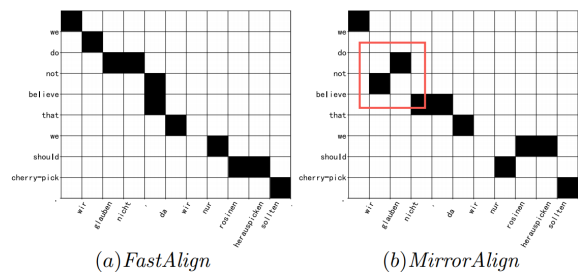 we
do
not
believe
that
we
should
cherry-pick
.
wir
glauben
nicht
,
da
wir
nur
rosinen
herauspicken
sollten
.
(a) FastAlign
we
do
not
believe
that
we
should
cherry-pick
.
wir
glauben
nicht
,
da
wir
nur
rosinen
herauspicken
sollten
.
(b) MirrorAlign